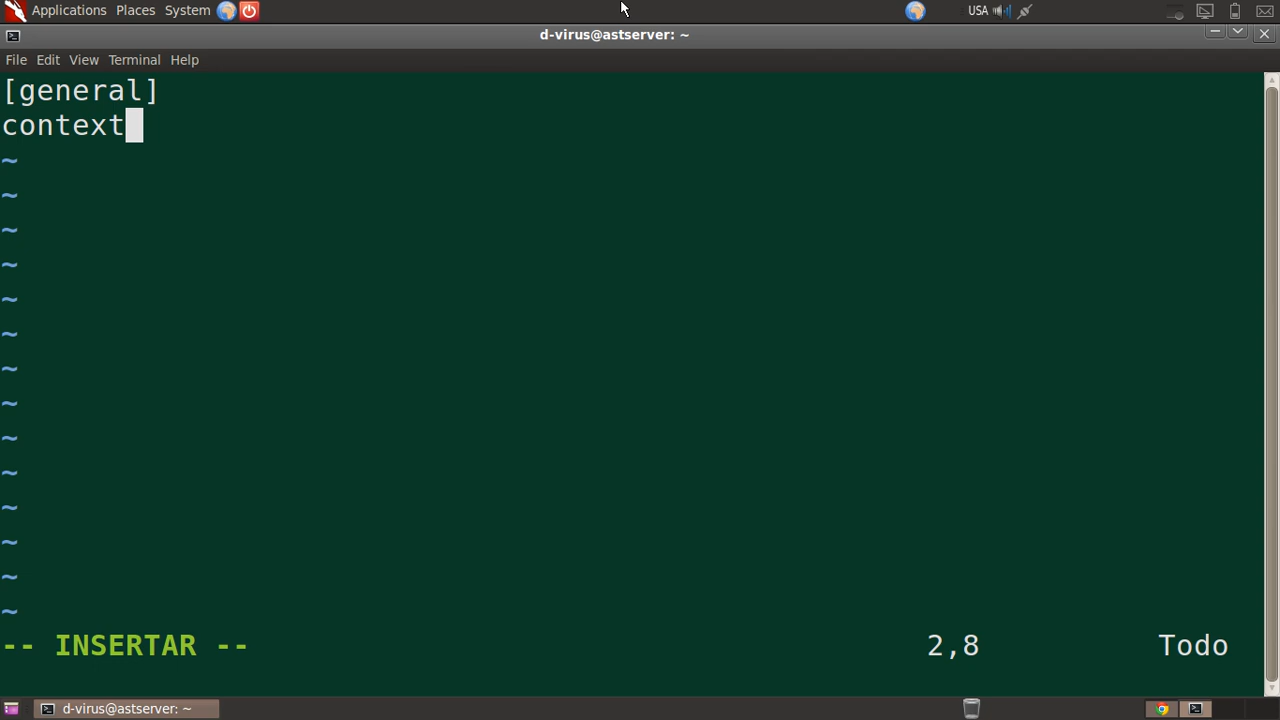 Applications Places System USA
d-virus@astserver: ~
File Edit View Terminal Help
[general]
context
~
~
~
~
~
~
~
~
~
~
~
~
~
~
-- INSERTAR -- 2,8 Todo
d-virus@astserver: ~